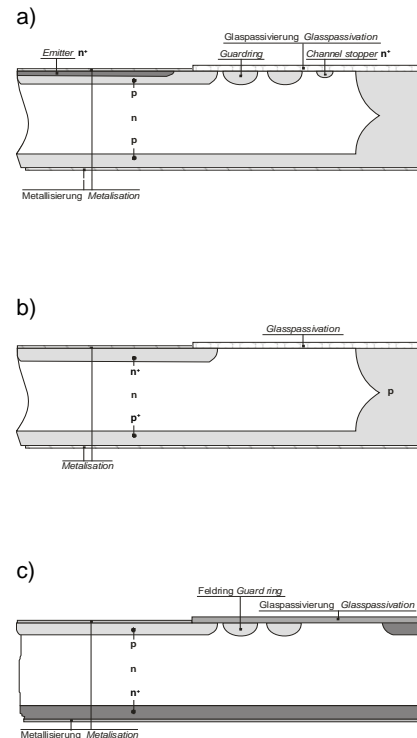 a)
Glaspassivierung Glasspassivation
Emitter n⁺
Guardring
Channel stopper n⁺
p
n
p
Metallisierung Metalisation
b)
Glasspassivation
n⁺
n
p
p⁺
Metalisation
c)
Feldring Guard ring
Glaspassivierung Glasspassivation
p
n
n⁺
Metallisierung Metalisation